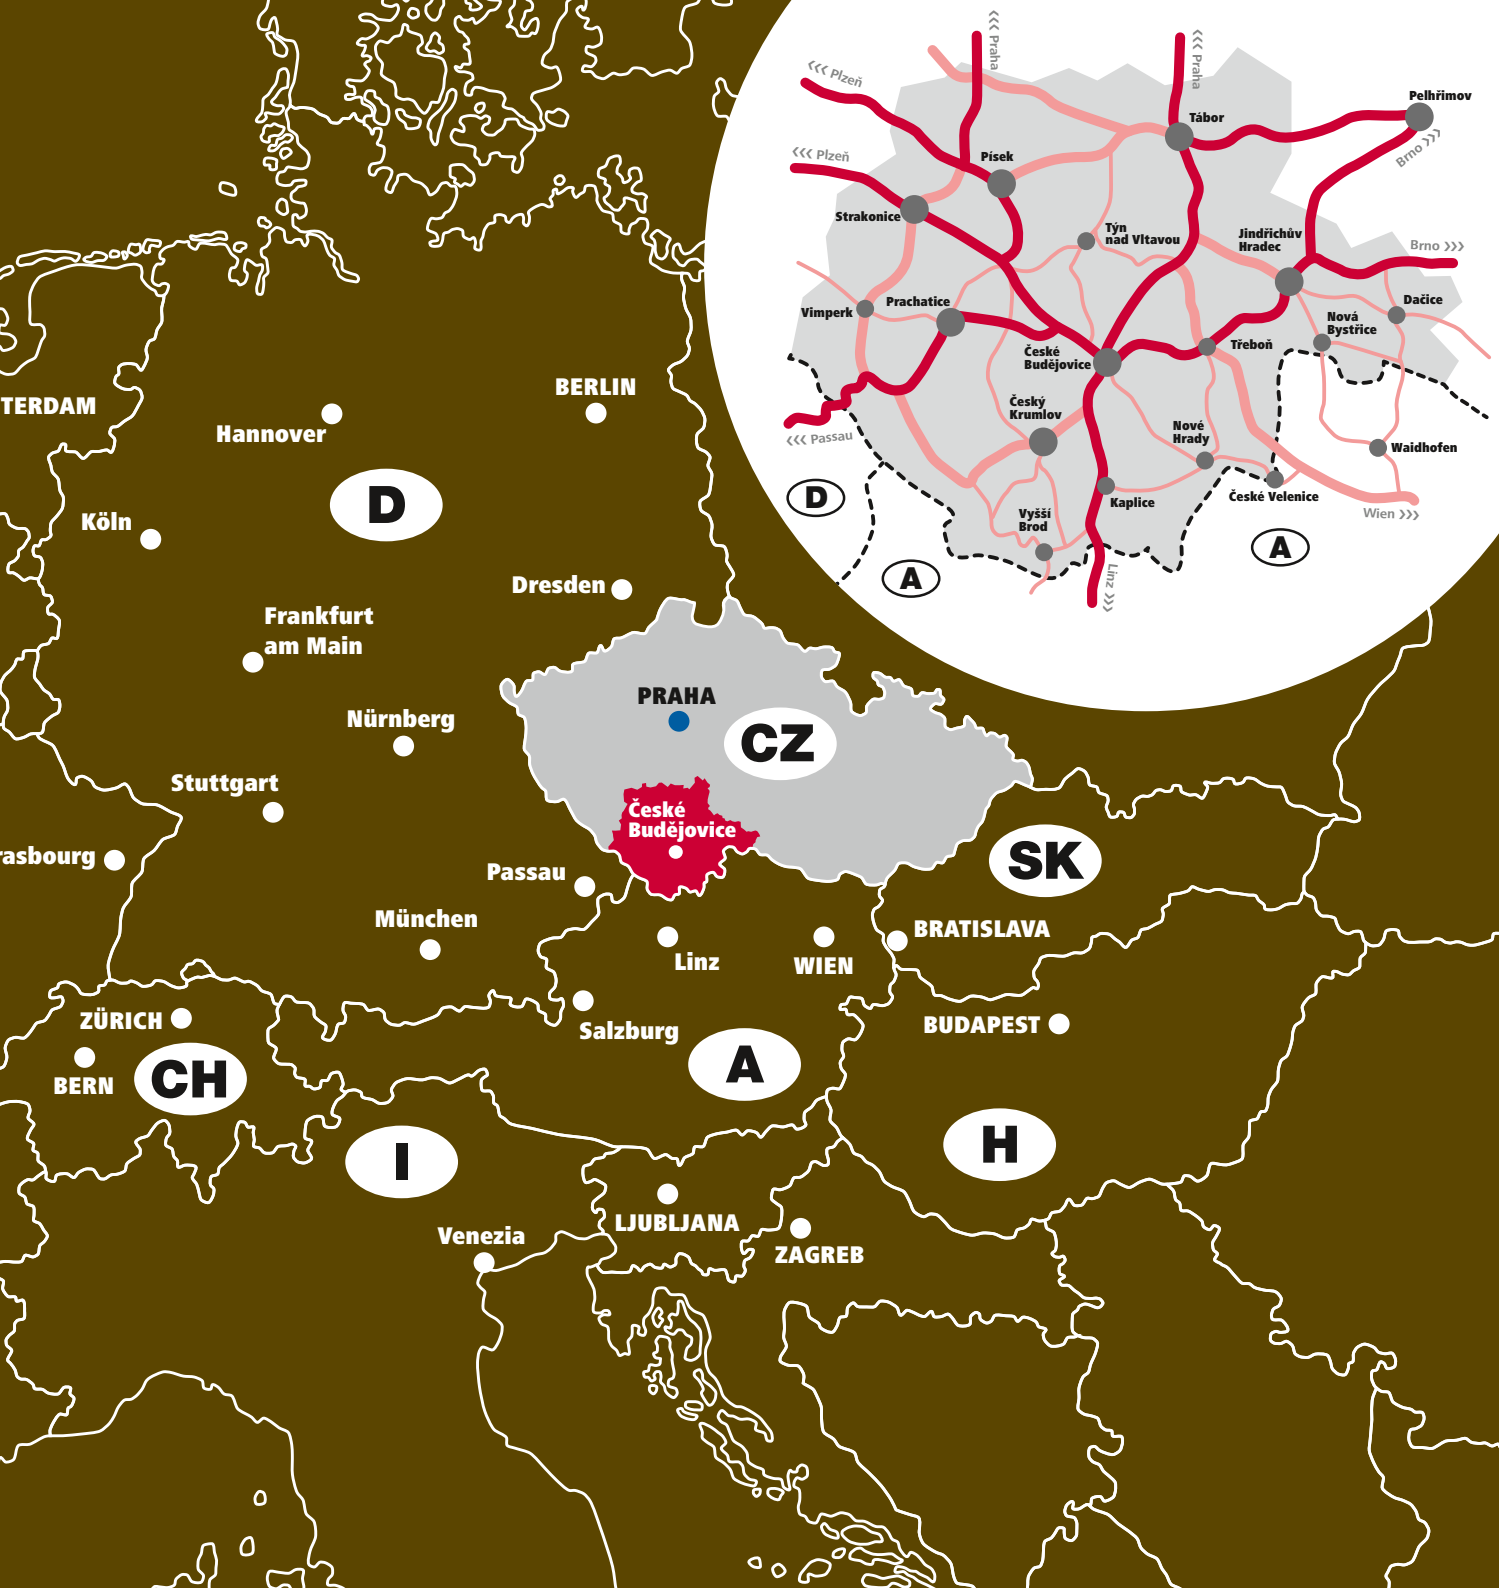 ‹‹‹ Praha
‹‹‹ Praha
‹‹‹ Plzeň
Pelhřimov
Tábor
Brno ›››
‹‹‹ Plzeň
Písek
Strakonice
Týn
nad Vltavou
Jindřichův
Hradec
Brno ›››
Vimperk
Prachatice
Dačice
Nová
Bystřice
České
Budějovice
Třeboň
Český
Krumlov
Nové
Hrady
‹‹‹ Passau
Waidhofen
D
Kaplice
České Velenice
Vyšší
Brod
Wien ›››
A
A
Linz ›››
TERDAM
BERLIN
Hannover
D
Köln
Dresden
Frankfurt
am Main
PRAHA
Nürnberg
CZ
Stuttgart
České
Budějovice
rasbourg
SK
Passau
München
BRATISLAVA
Linz
WIEN
ZÜRICH
Salzburg
BUDAPEST
BERN
CH
A
I
H
LJUBLJANA
Venezia
ZAGREB